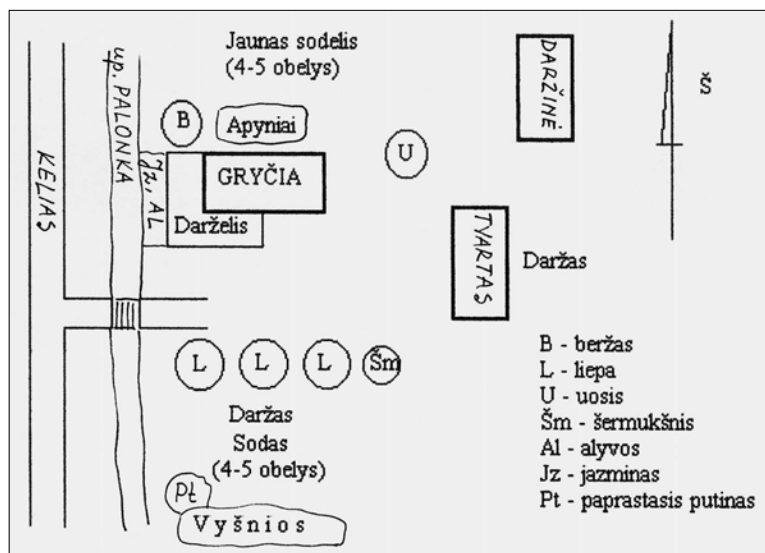 Jaunas sodelis
(4-5 obelys)
DARŽINĖ
Š
up. PALONKA
B
Apyniai
U
KELIAS
Jz, AL
GRYČIA
Darželis
TVARTAS
Daržas
L
L
L
Šm
Daržas
Sodas
(4-5 obelys)
Pt
Vyšnios
B - beržas
L - liepa
U - uosis
Šm - šermukšnis
Al - alyvos
Jz - jazminas
Pt - paprastasis putinas